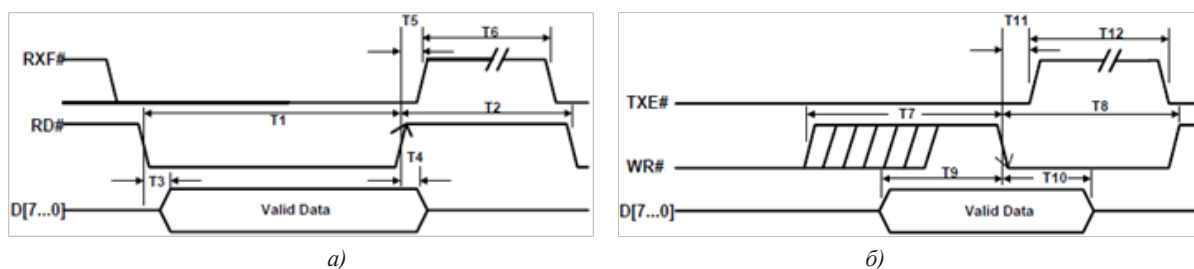 T5
T6
RXF#
T1
T2
RD#
T3
T4
D[7...0]
Valid Data
а)
T11
T12
TXE#
T7
T8
WR#
T9
T10
D[7...0]
Valid Data
б)